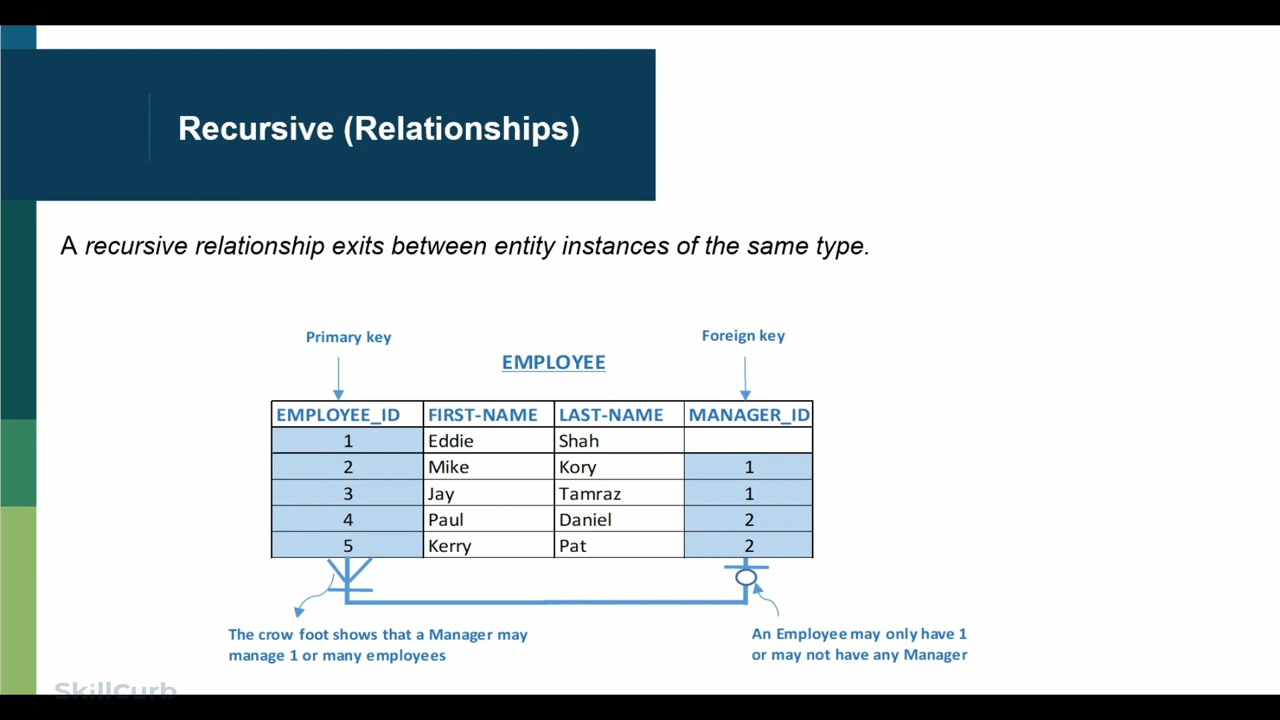 Recursive (Relationships)
A recursive relationship exits between entity instances of the same type.
Primary key
Foreign key
EMPLOYEE
EMPLOYEE_ID FIRST-NAME LAST-NAME MANAGER_ID
1 Eddie Shah
2 Mike Kory 1
3 Jay Tamraz 1
4 Paul Daniel 2
5 Kerry Pat 2
The crow foot shows that a Manager may
manage 1 or many employees
An Employee may only have 1
or may not have any Manager
SkillCurb